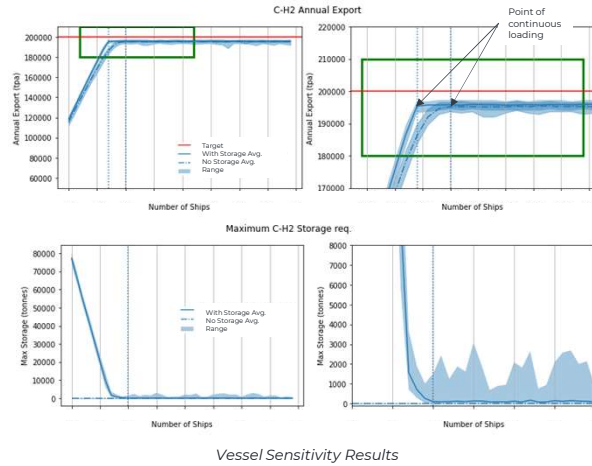 C-H2 Annual Export
Point of
continuous
loading
200000
180000
160000
140000
120000
100000
80000
60000
Annual Export (tpa)
Target
With Storage Avg.
No Storage Avg.
Range
Number of Ships
220000
210000
200000
190000
180000
170000
Annual Export (tpa)
Number of Ships
Maximum C-H2 Storage req.
80000
70000
60000
50000
40000
30000
20000
10000
0
Max Storage (tonnes)
With Storage Avg.
No Storage Avg.
Range
Number of Ships
8000
7000
6000
5000
4000
3000
2000
1000
0
Max Storage (tonnes)
Number of Ships
Vessel Sensitivity Results